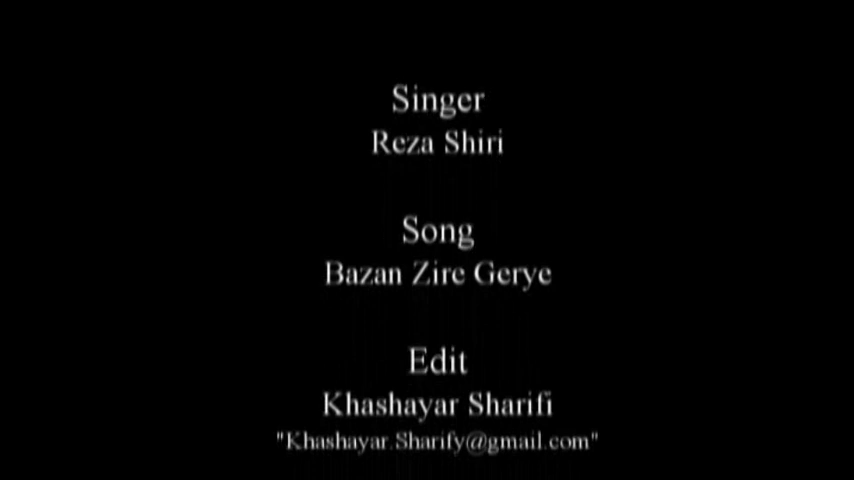 Singer
Reza Shiri
Song
Bazan Zire Gerye
Edit
Khashayar Sharifi
"Khashayar.Sharify@gmail.com"